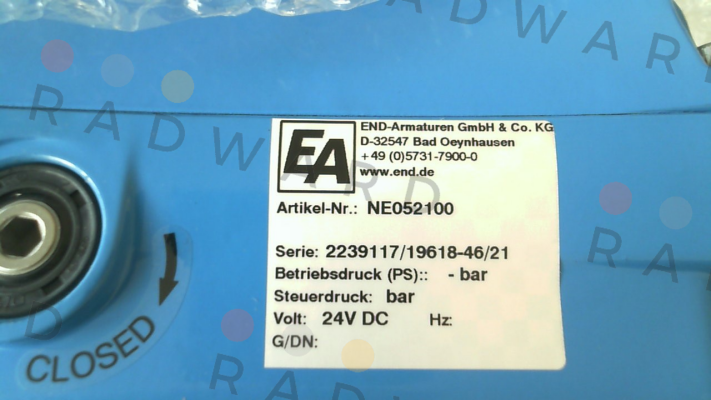 RADWARD
EA
END-Armaturen GmbH & Co. KG
D-32547 Bad Oeynhausen
+49 (0)5731-7900-0
www.end.de
RADWARD
Artikel-Nr.: NE052100
Serie: 2239117/19618-46/21
Betriebsdruck (PS):: - bar
Steuerdruck: bar
Volt: 24V DC Hz:
G/DN:
CLOSED